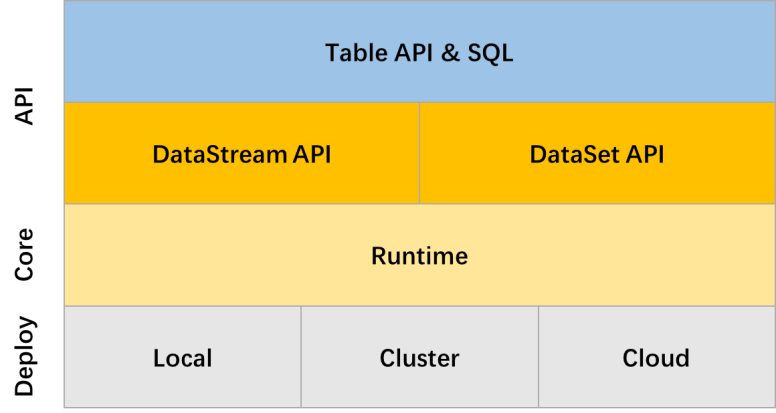 API
Table API & SQL
DataStream API
DataSet API
Core
Runtime
Deploy
Local
Cluster
Cloud